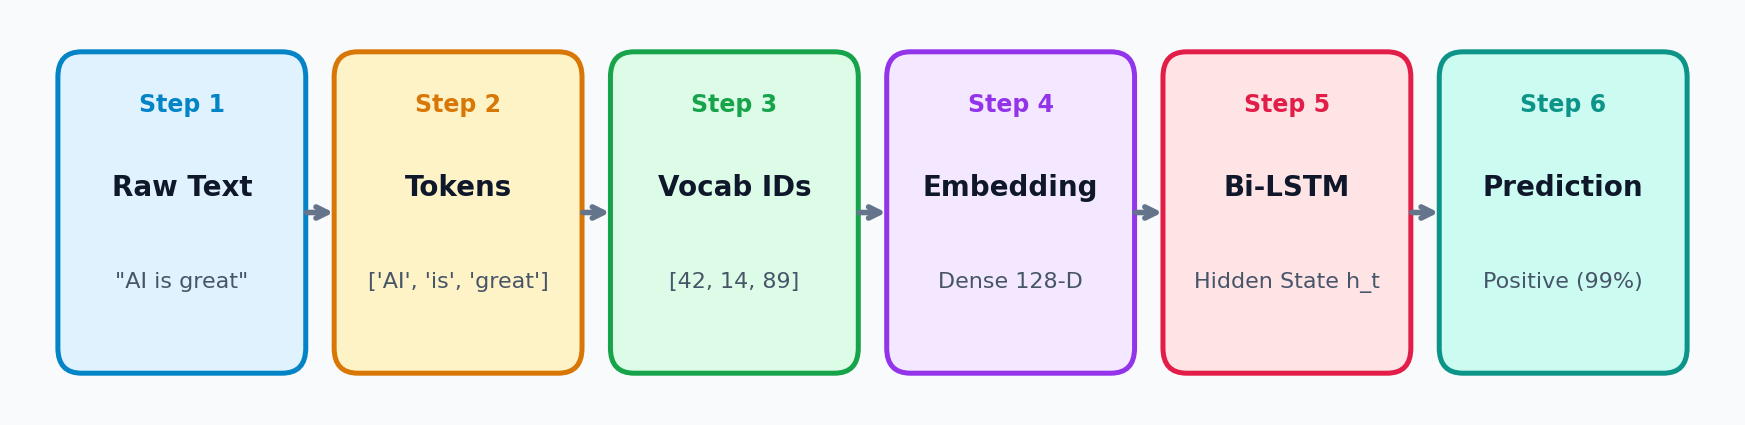 Step 1
Raw Text
"AI is great"
Step 2
Tokens
['AI', 'is', 'great']
Step 3
Vocab IDs
[42, 14, 89]
Step 4
Embedding
Dense 128-D
Step 5
Bi-LSTM
Hidden State h_t
Step 6
Prediction
Positive (99%)